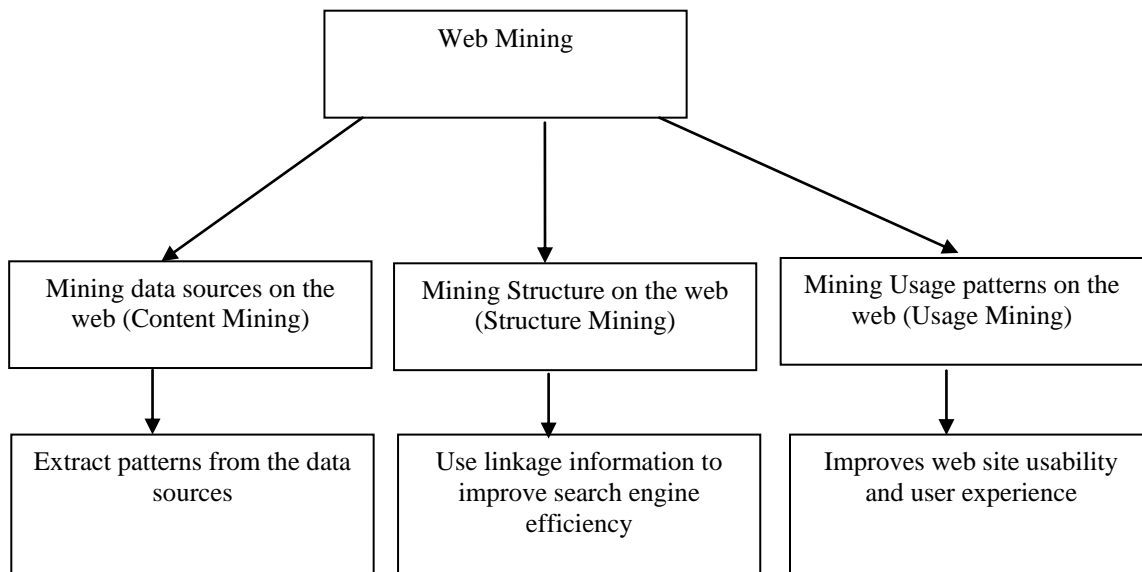 Web Mining
Mining data sources on the
web (Content Mining)
Mining Structure on the web
(Structure Mining)
Mining Usage patterns on the
web (Usage Mining)
Extract patterns from the data
sources
Use linkage information to
improve search engine
efficiency
Improves web site usability
and user experience